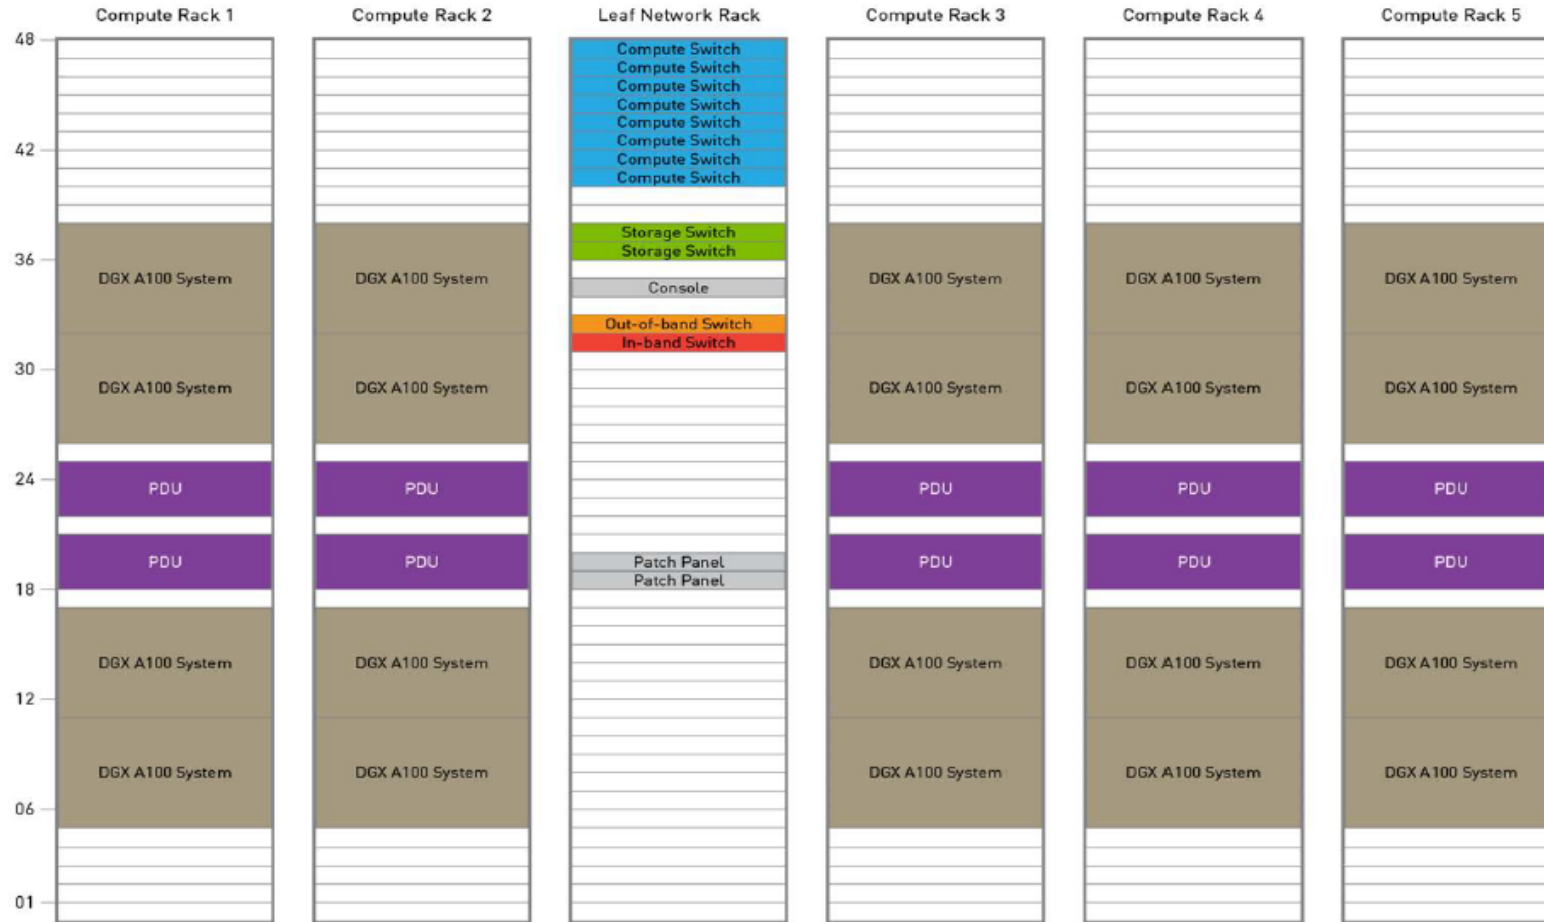 Compute Rack 1
Compute Rack 2
Leaf Network Rack
Compute Rack 3
Compute Rack 4
Compute Rack 5
48
42
36
30
24
18
12
06
01
DGX A100 System
DGX A100 System
PDU
PDU
DGX A100 System
DGX A100 System
DGX A100 System
DGX A100 System
PDU
PDU
DGX A100 System
DGX A100 System
Compute Switch
Compute Switch
Compute Switch
Compute Switch
Compute Switch
Compute Switch
Compute Switch
Compute Switch
Storage Switch
Storage Switch
Console
Out-of-band Switch
In-band Switch
Patch Panel
Patch Panel
DGX A100 System
DGX A100 System
PDU
PDU
DGX A100 System
DGX A100 System
DGX A100 System
DGX A100 System
PDU
PDU
DGX A100 System
DGX A100 System
DGX A100 System
DGX A100 System
PDU
PDU
DGX A100 System
DGX A100 System